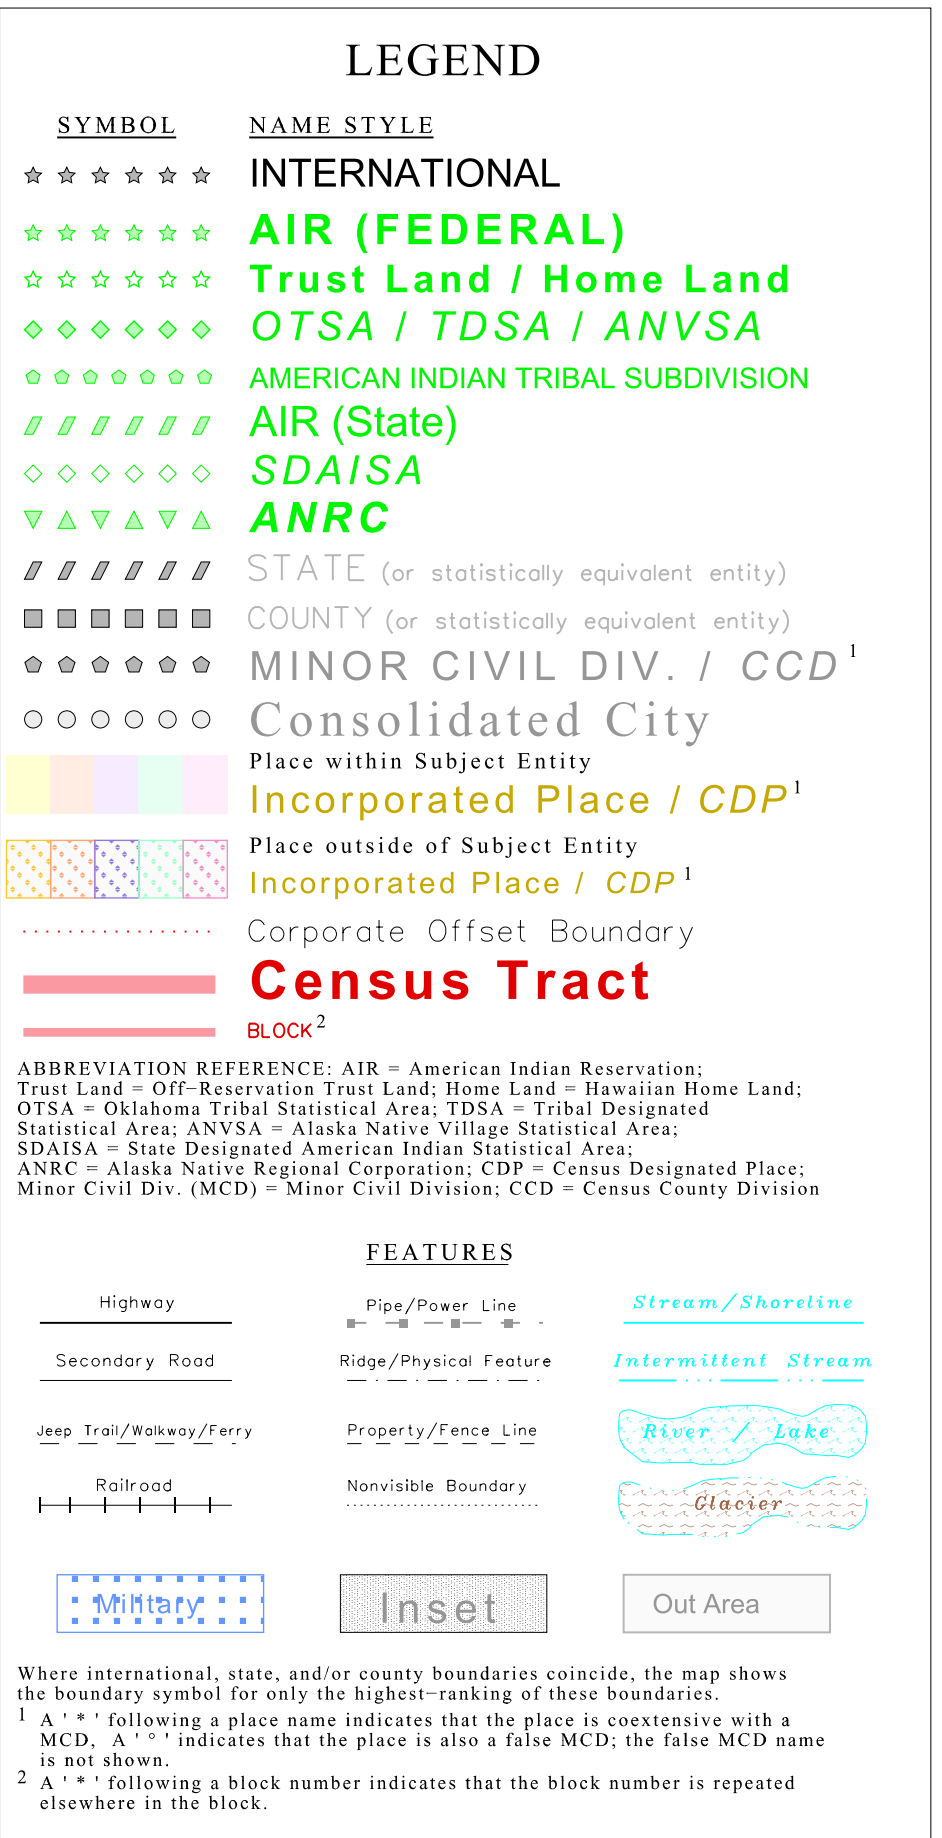 LEGEND
SYMBOL NAME STYLE
INTERNATIONAL
AIR (FEDERAL)
Trust Land / Home Land
OTSA / TDSA / ANVSA
AMERICAN INDIAN TRIBAL SUBDIVISION
AIR (State)
SDAISA
ANRC
STATE (or statistically equivalent entity)
COUNTY (or statistically equivalent entity)
MINOR CIVIL DIV. / CCD 1
Consolidated City
Place within Subject Entity
Incorporated Place / CDP 1
Place outside of Subject Entity
Incorporated Place / CDP 1
Corporate Offset Boundary
Census Tract
BLOCK 2
ABBREVIATION REFERENCE: AIR = American Indian Reservation;
Trust Land = Off−Reservation Trust Land; Home Land = Hawaiian Home Land;
OTSA = Oklahoma Tribal Statistical Area; TDSA = Tribal Designated
Statistical Area; ANVSA = Alaska Native Village Statistical Area;
SDAISA = State Designated American Indian Statistical Area;
ANRC = Alaska Native Regional Corporation; CDP = Census Designated Place;
Minor Civil Div. (MCD) = Minor Civil Division; CCD = Census County Division
FEATURES
Highway Pipe/Power Line Stream/Shoreline
Secondary Road Ridge/Physical Feature Intermittent Stream
Jeep Trail/Walkway/Ferry Property/Fence Line River / Lake
Railroad Nonvisible Boundary Glacier
Military Inset Out Area
Where international, state, and/or county boundaries coincide, the map shows
the boundary symbol for only the highest−ranking of these boundaries.
1 A ' * ' following a place name indicates that the place is coextensive with a
MCD, A ' ° ' indicates that the place is also a false MCD; the false MCD name
is not shown.
2 A ' * ' following a block number indicates that the block number is repeated
elsewhere in the block.